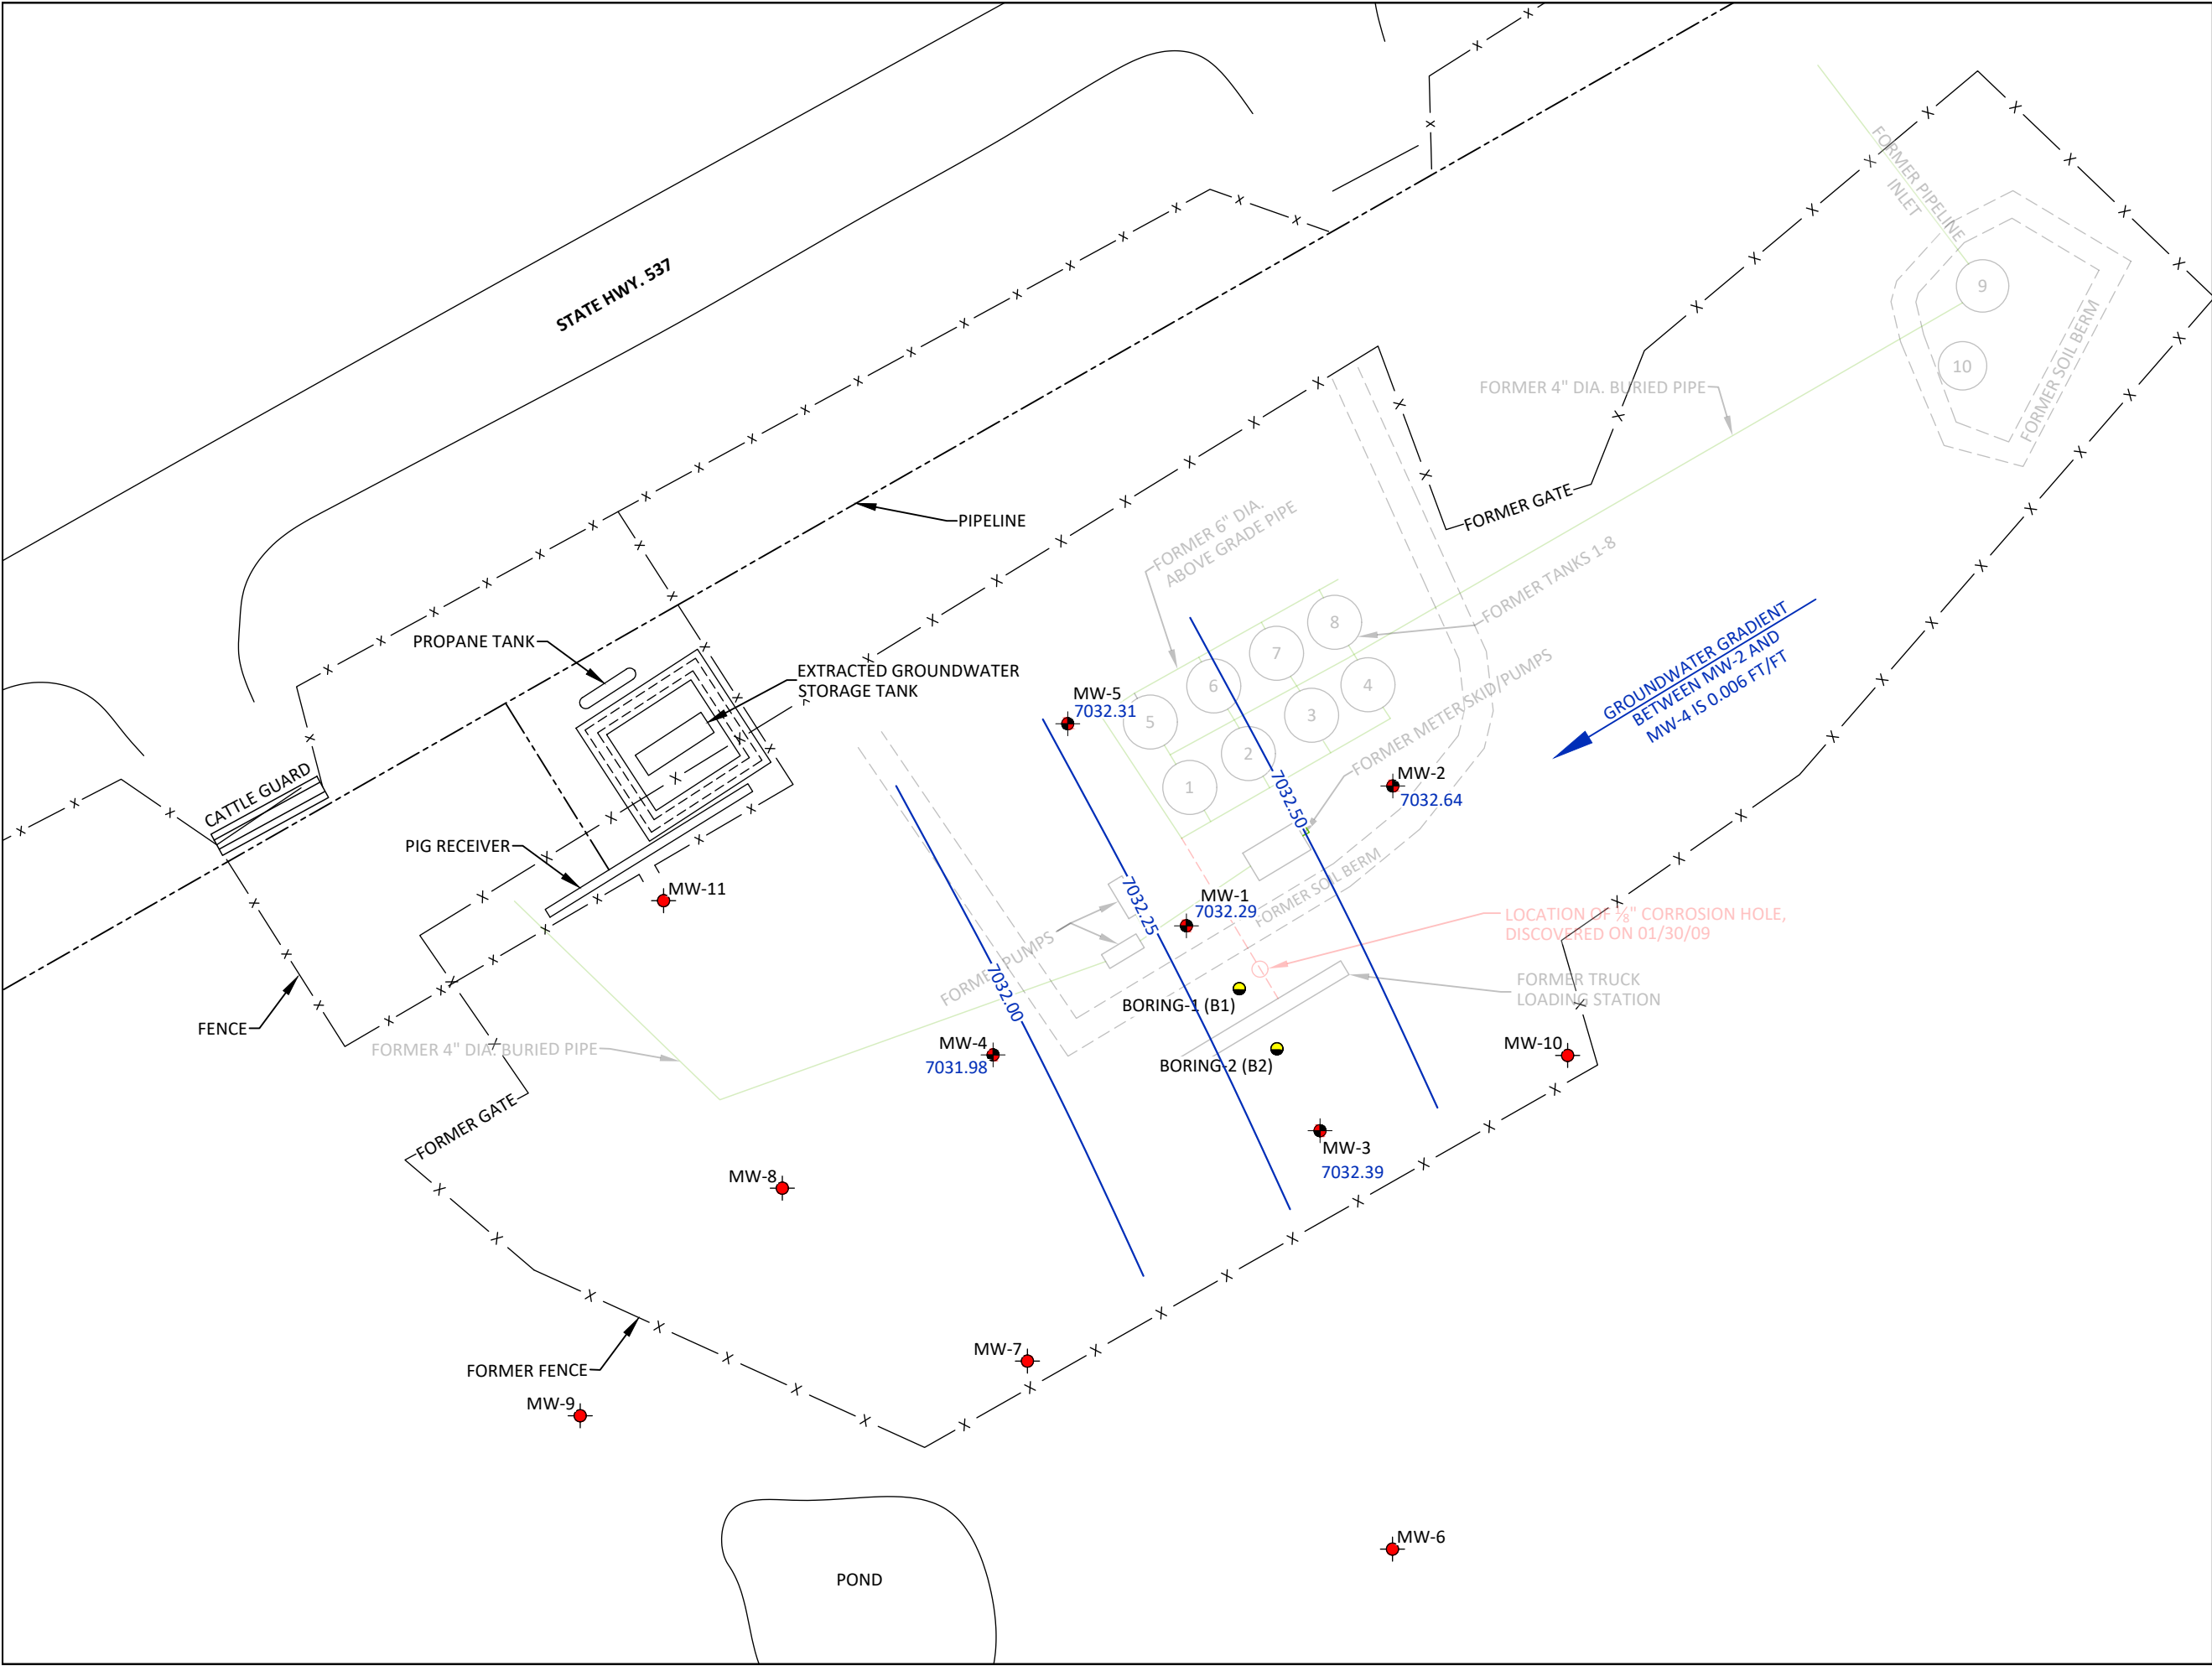 STATE HWY. 537
FORMER PIPELINE
INLET
9
10
FORMER SOIL BERM
FORMER 4" DIA. BURIED PIPE
FORMER GATE
PIPELINE
FORMER 6" DIA.
ABOVE GRADE PIPE
FORMER TANKS 1-8
8
7
6
5
4
3
2
1
GROUNDWATER GRADIENT
BETWEEN MW-2 AND
MW-4 IS 0.006 FT/FT
PROPANE TANK
EXTRACTED GROUNDWATER
STORAGE TANK
MW-5
7032.31
FORMER METER SKID/PUMPS
MW-2
7032.64
7032.50
CATTLE GUARD
PIG RECEIVER
MW-11
7032.25
MW-1
7032.29
FORMER SOIL BERM
LOCATION OF ⅛" CORROSION HOLE,
DISCOVERED ON 01/30/09
FORMER PUMPS
7032.00
FORMER TRUCK
LOADING STATION
BORING-1 (B1)
FENCE
FORMER 4" DIA. BURIED PIPE
MW-4
7031.98
BORING-2 (B2)
MW-10
FORMER GATE
MW-3
7032.39
MW-8
MW-7
FORMER FENCE
MW-9
MW-6
POND